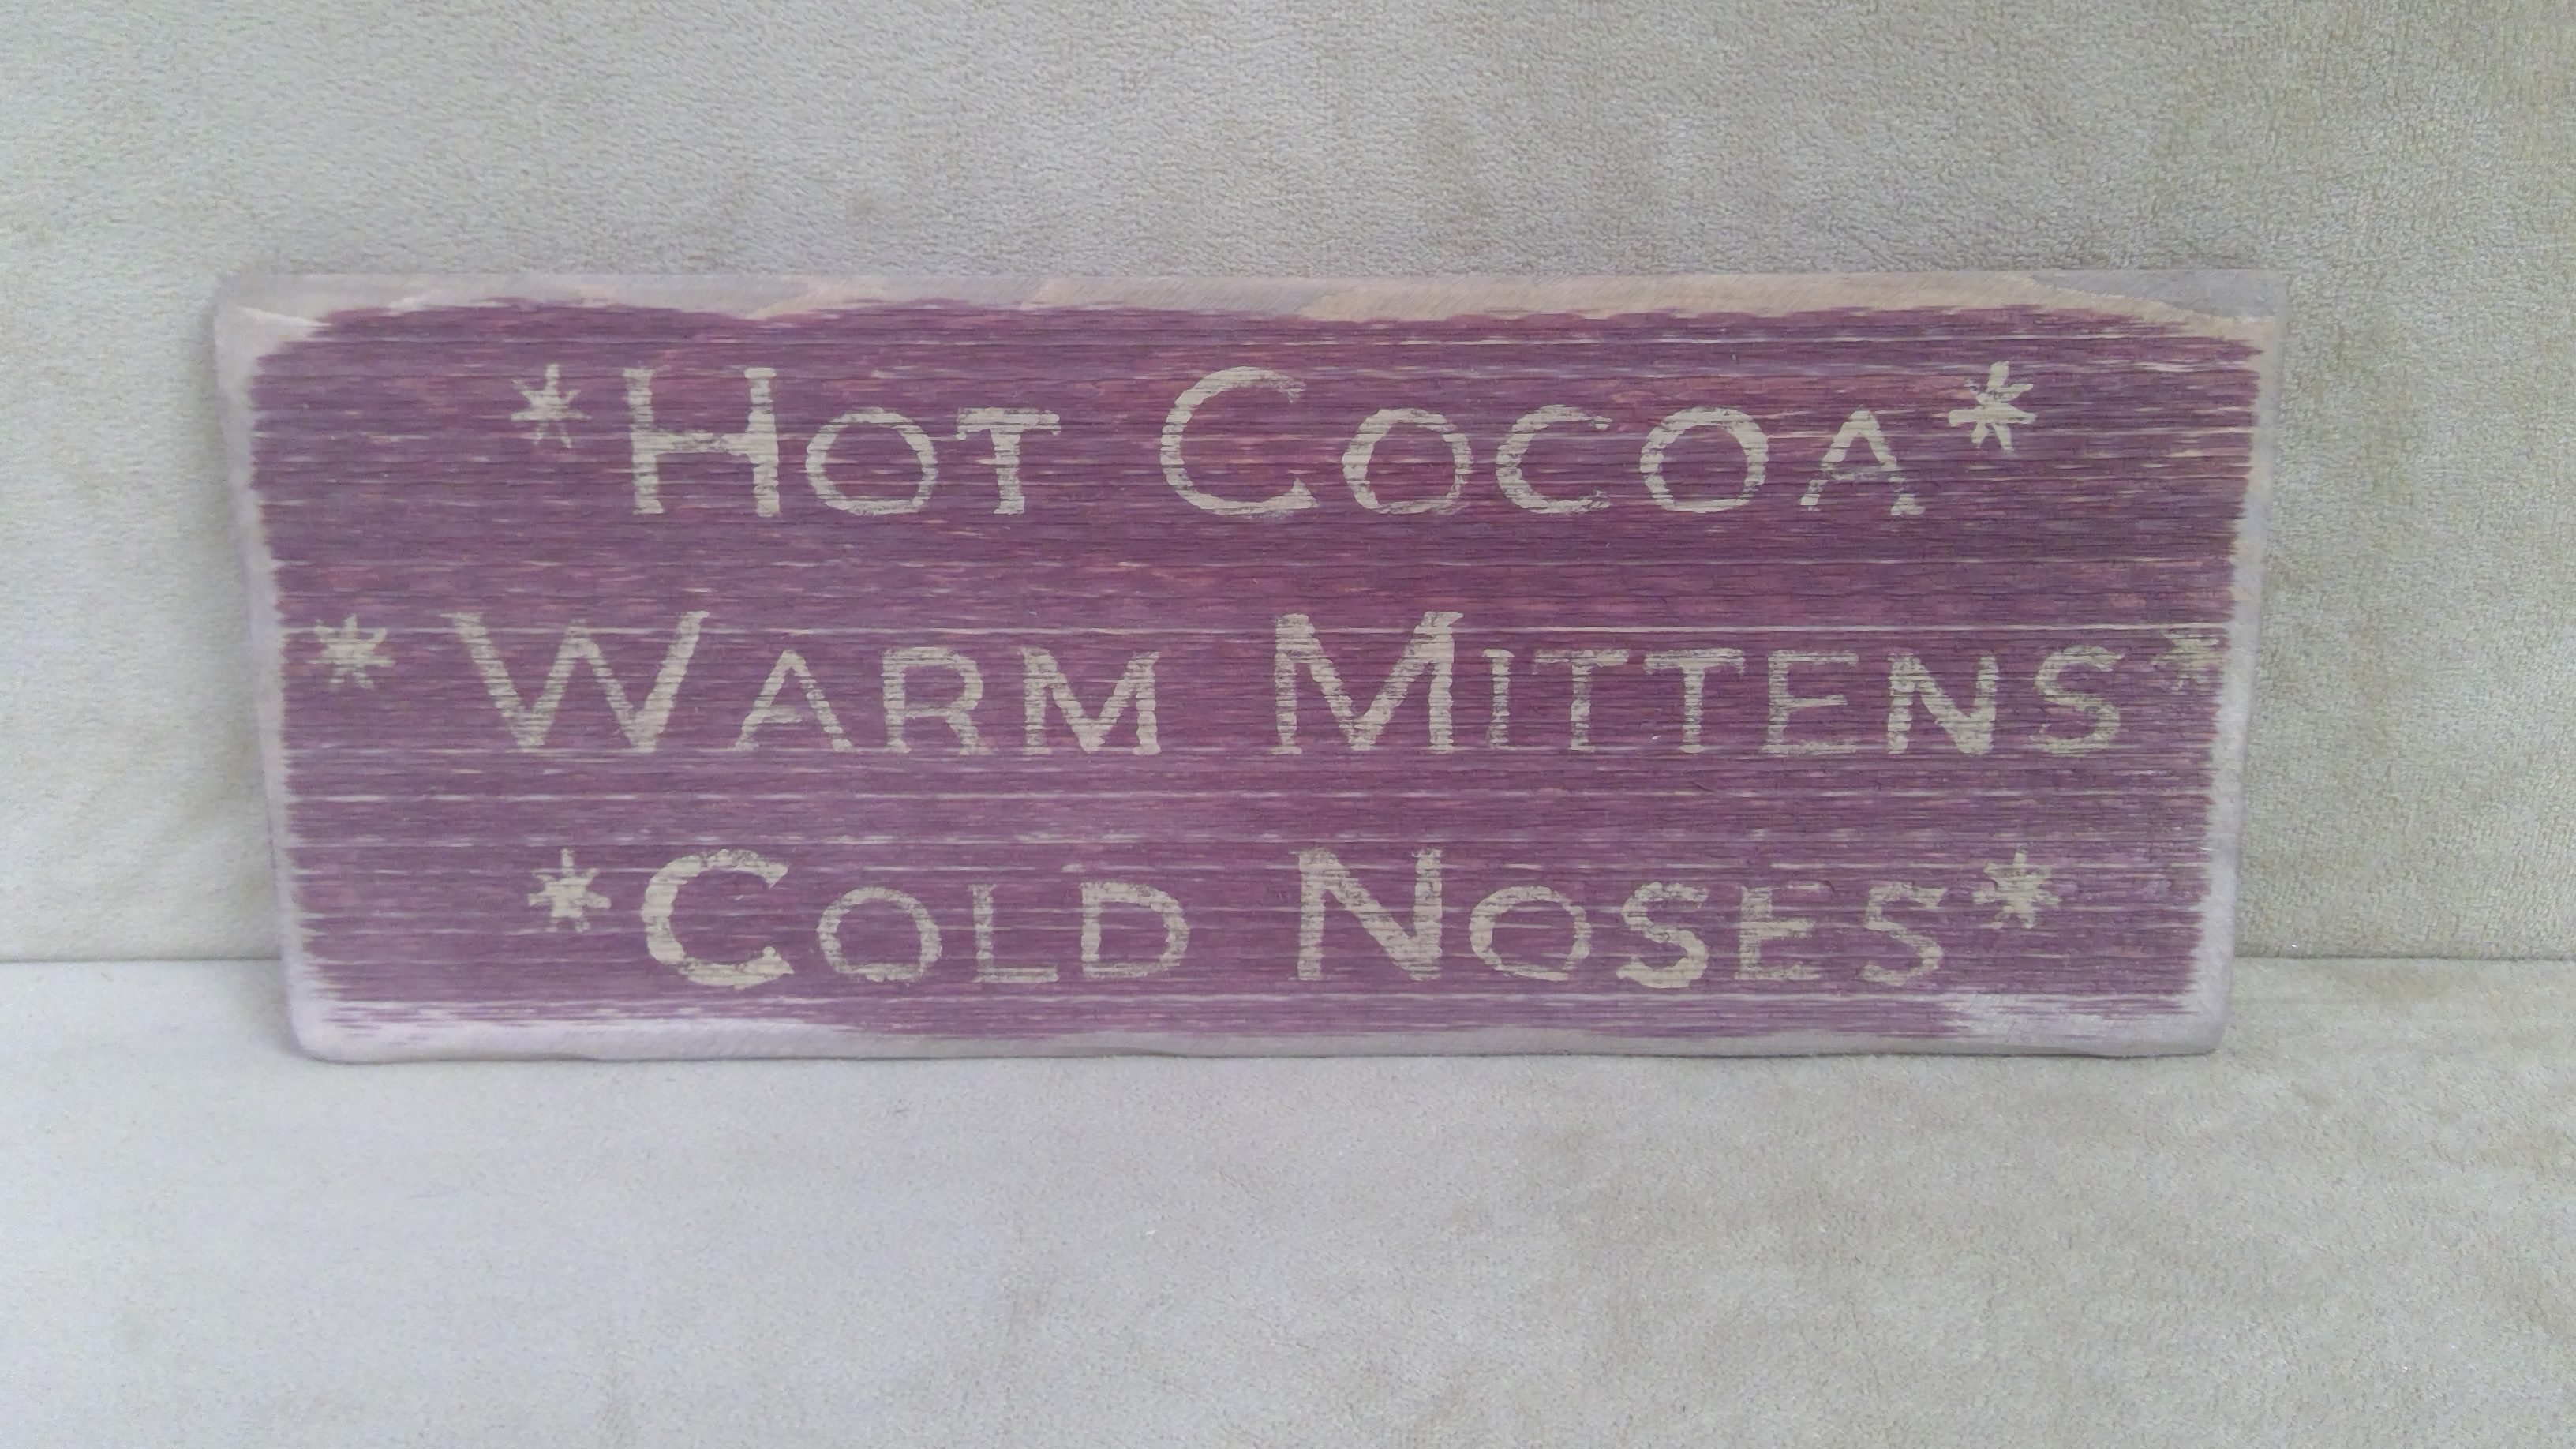 *Hot Cocoa*
*Warm Mittens*
*Cold Noses*